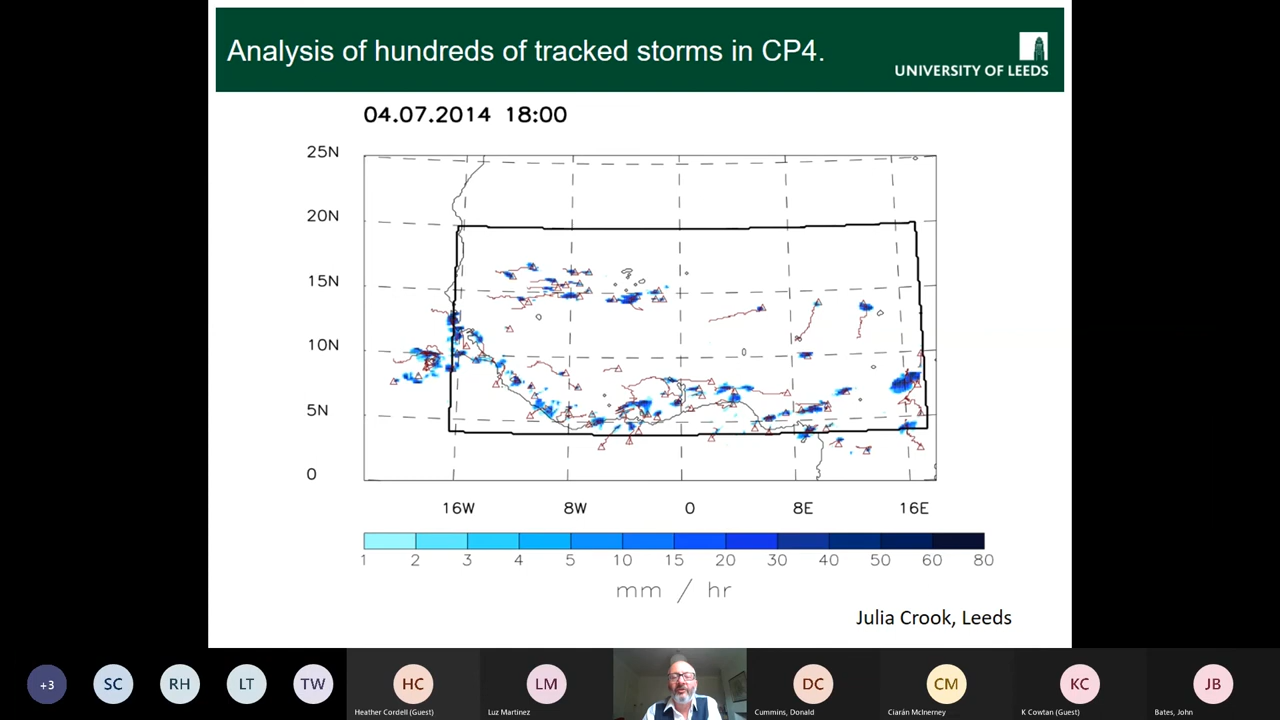 Analysis of hundreds of tracked storms in CP4.
UNIVERSITY OF LEEDS
04.07.2014 18:00
25N
20N
15N
10N
5N
0
16W 8W 0 8E 16E
1 2 3 4 5 10 15 20 30 40 50 60 80
mm / hr
Julia Crook, Leeds
+3 SC RH LT TW HC LM DC CM KC JB
Heather Cordell (Guest) Luz Martinez Cummins, Donald Ciarán McInerney K Cowtan (Guest) Bates, John